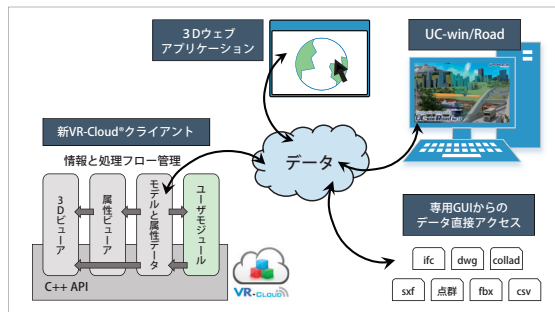 3Dウェブ
アプリケーション
UC-win/Road
UC-win/Road
新VR-Cloud®クライアント
データ
情報と処理フロー管理
3Dビューア
属性ビューア
モデルと属性データ
ユーザモジュール
C++ API
VR-CLOUD
専用GUIからの
データ直接アクセス
ifc
dwg
collad
sxf
点群
fbx
csv